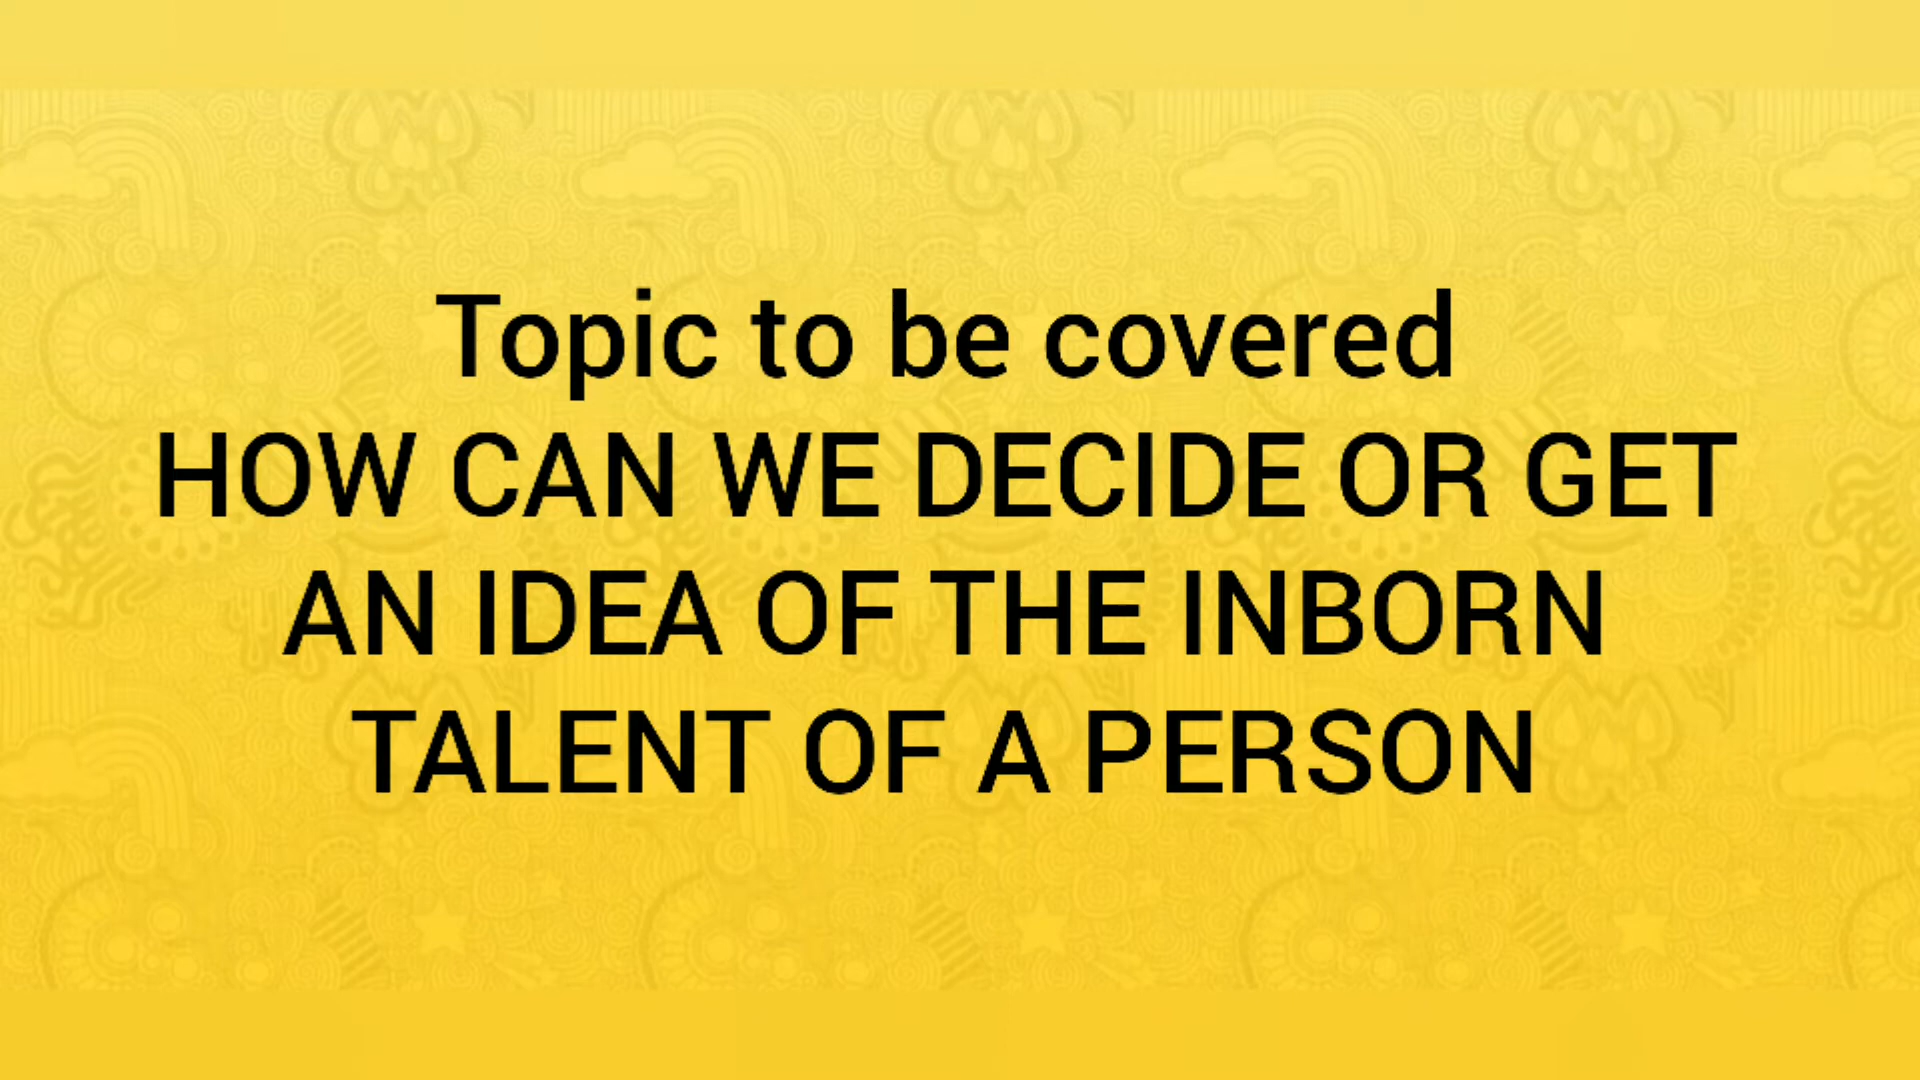 Topic to be covered
HOW CAN WE DECIDE OR GET
AN IDEA OF THE INBORN
TALENT OF A PERSON